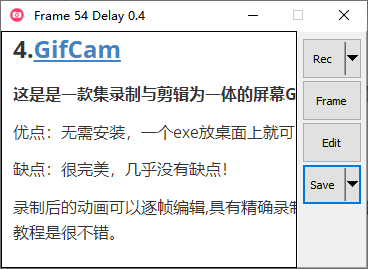 Frame 54 Delay 0.4
4.GifCam
Rec
这是是一款集录制与剪辑为一体的屏幕G
Frame
优点：无需安装，一个exe放桌面上就可
Edit
缺点：很完美，几乎没有缺点！
Save
录制后的动画可以逐帧编辑,具有精确录制
教程是很不错。